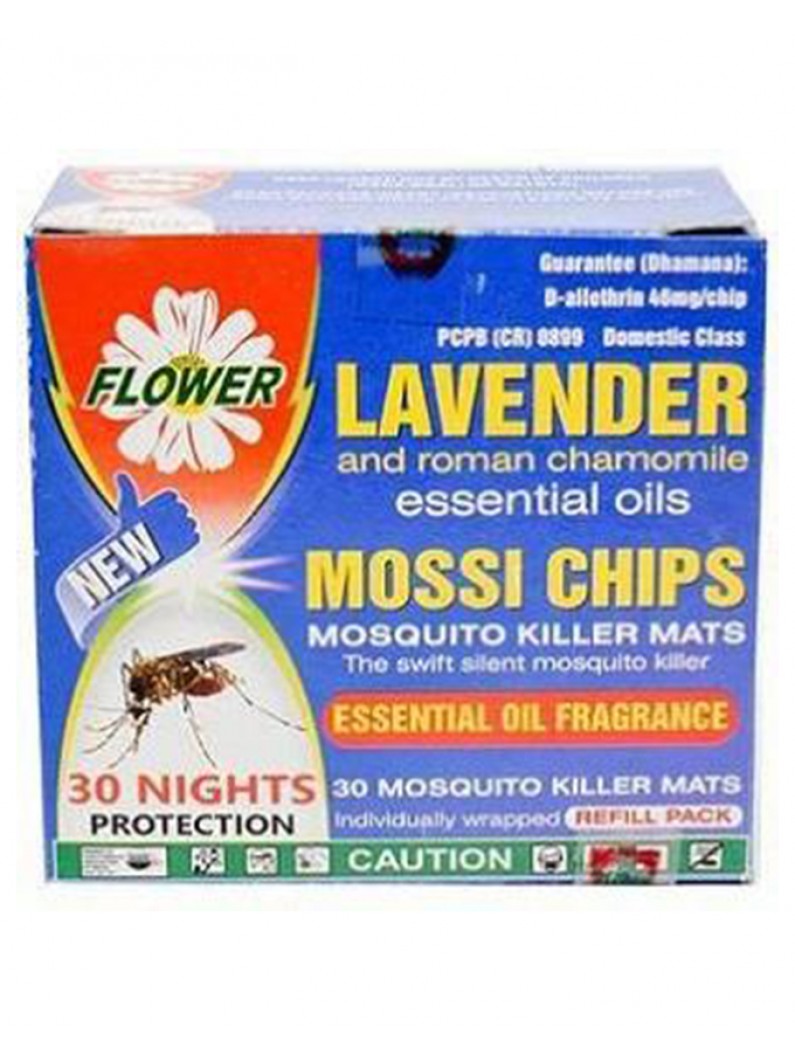 Guarantee (Dhamana):
D-allethrin 46mg/chip
PCPB (CR) 0899 Domestic Class
FLOWER
LAVENDER
and roman chamomile
essential oils
NEW
MOSSI CHIPS
MOSQUITO KILLER MATS
The swift silent mosquito killer
ESSENTIAL OIL FRAGRANCE
30 NIGHTS
PROTECTION
30 MOSQUITO KILLER MATS
Individually wrapped REFILL PACK
CAUTION